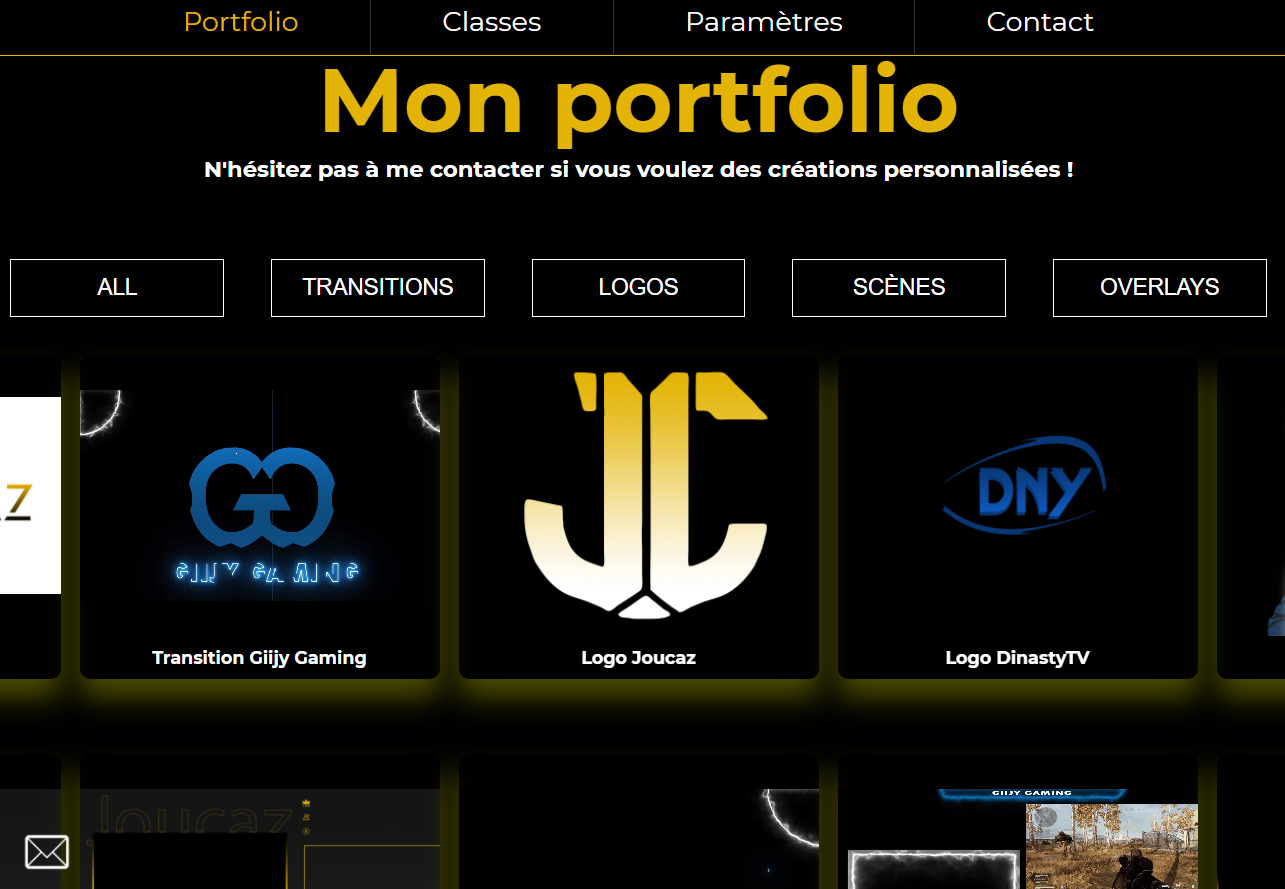 Portfolio
Classes
Paramètres
Contact
Mon portfolio
N'hésitez pas à me contacter si vous voulez des créations personnalisées !
ALL
TRANSITIONS
LOGOS
SCÈNES
OVERLAYS
GIIJY GAMING
JC
DNY
Transition Giijy Gaming
Logo Joucaz
Logo DinastyTV
Joucaz
GIIJY GAMING